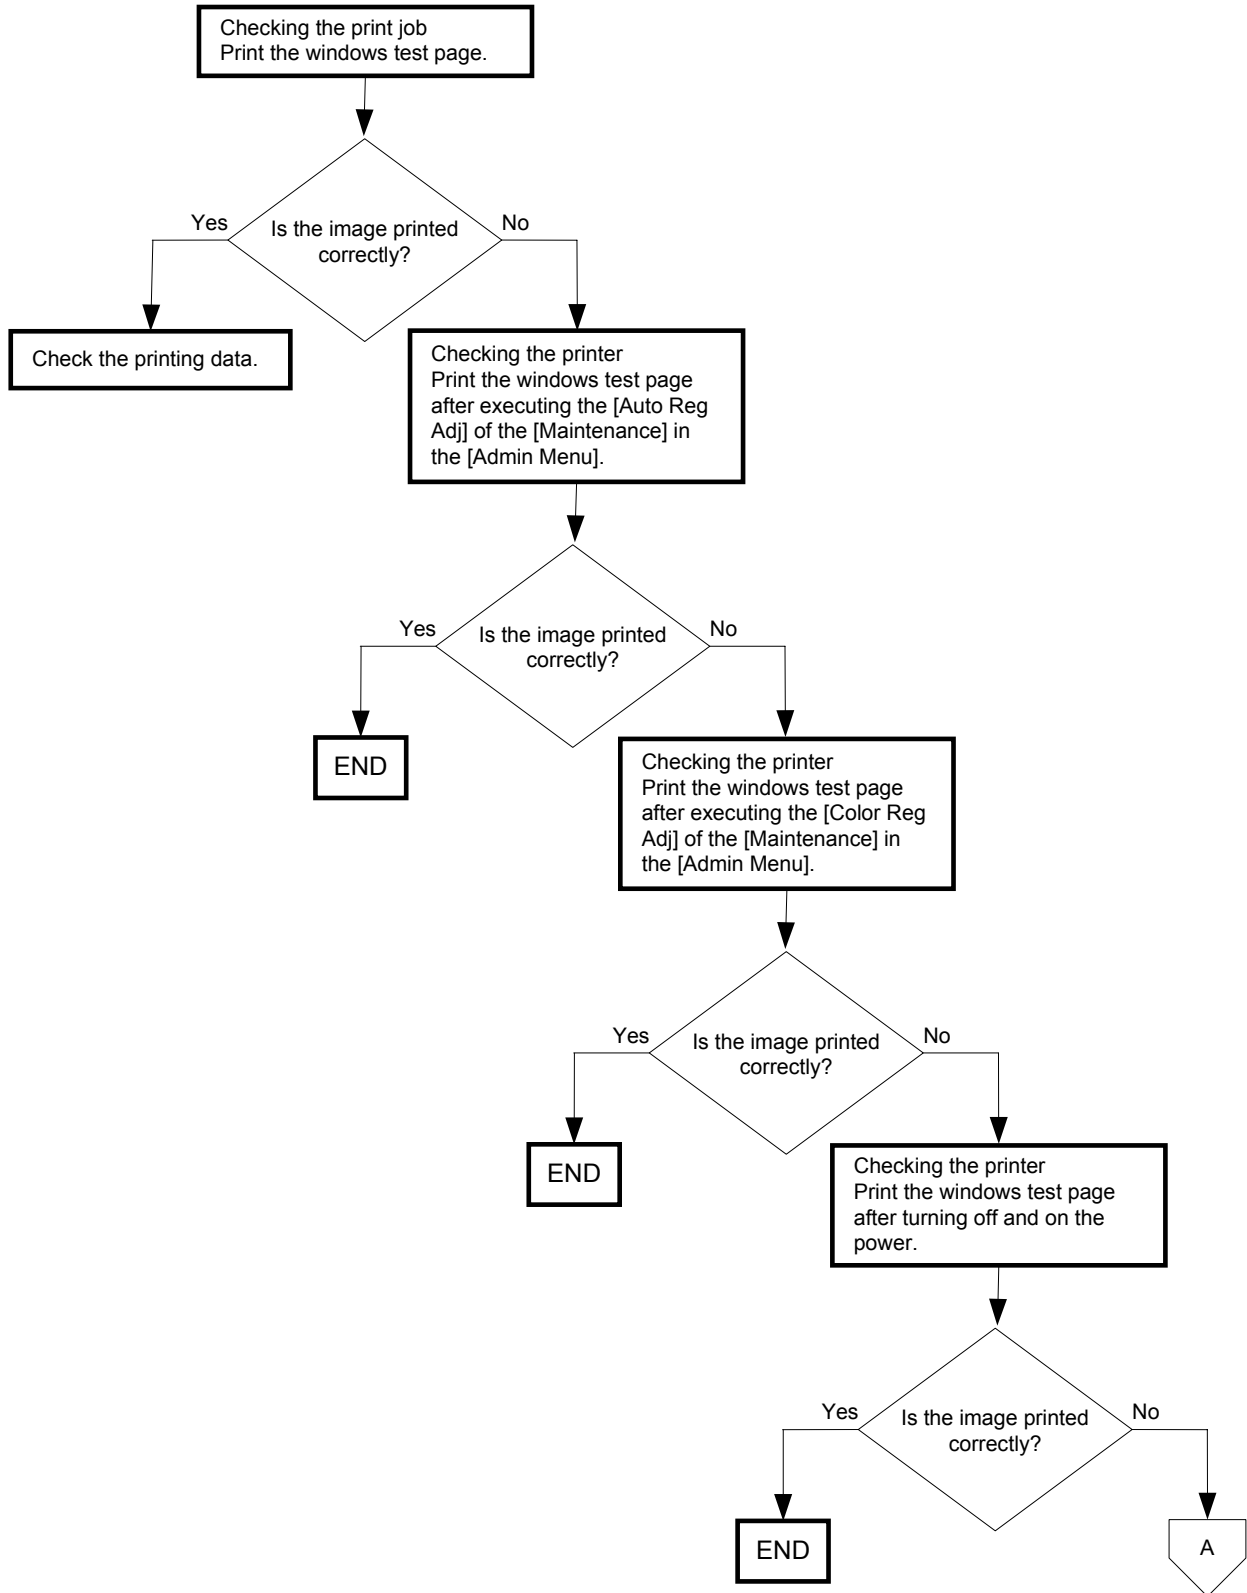 Checking the print job
Print the windows test page.
Yes
Is the image printed
correctly?
No
Check the printing data.
Checking the printer
Print the windows test page
after executing the [Auto Reg
Adj] of the [Maintenance] in
the [Admin Menu].
Yes
Is the image printed
correctly?
No
END
Checking the printer
Print the windows test page
after executing the [Color Reg
Adj] of the [Maintenance] in
the [Admin Menu].
Yes
Is the image printed
correctly?
No
END
Checking the printer
Print the windows test page
after turning off and on the
power.
Yes
Is the image printed
correctly?
No
END
A